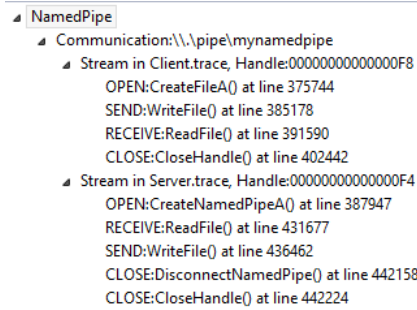 NamedPipe
Communication:\\.\pipe\mynamedpipe
Stream in Client.trace, Handle:00000000000000F8
OPEN:CreateFileA() at line 375744
SEND:WriteFile() at line 385178
RECEIVE:ReadFile() at line 391590
CLOSE:CloseHandle() at line 402442
Stream in Server.trace, Handle:00000000000000F4
OPEN:CreateNamedPipeA() at line 387947
RECEIVE:ReadFile() at line 431677
SEND:WriteFile() at line 436462
CLOSE:DisconnectNamedPipe() at line 442158
CLOSE:CloseHandle() at line 442224